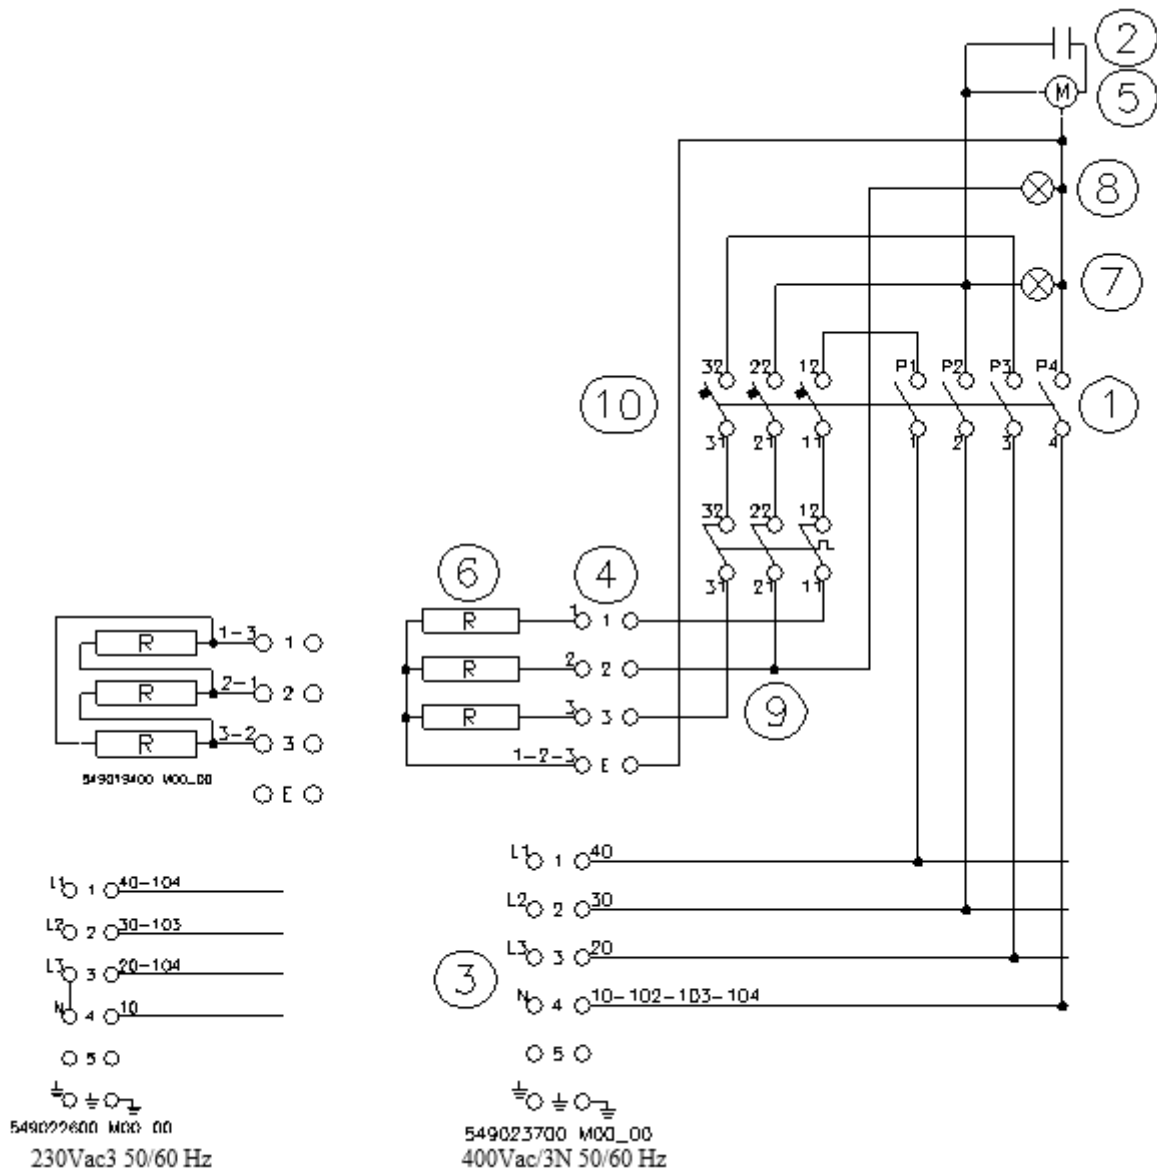 2
M 5
8
7
32 22 12 P1 P2 P3 P4
10 1
31 21 11 1 2 3 4
32 22 12
31 21 11
6 4
R 1 1
R 2 2
R 3 3
1-2-3 E
9
R 1-3 1
R 2-1 2
R 3-2 3
549019400 M00_00
E
L1 1 40
L2 2 30
L3 3 20
3
N 4 10-102-103-104
5
549023700 M00_00
400Vac/3N 50/60 Hz
L1 1 40-104
L2 2 30-103
L3 3 20-104
N 4 10
5
549022600 M00_00
230Vac3 50/60 Hz